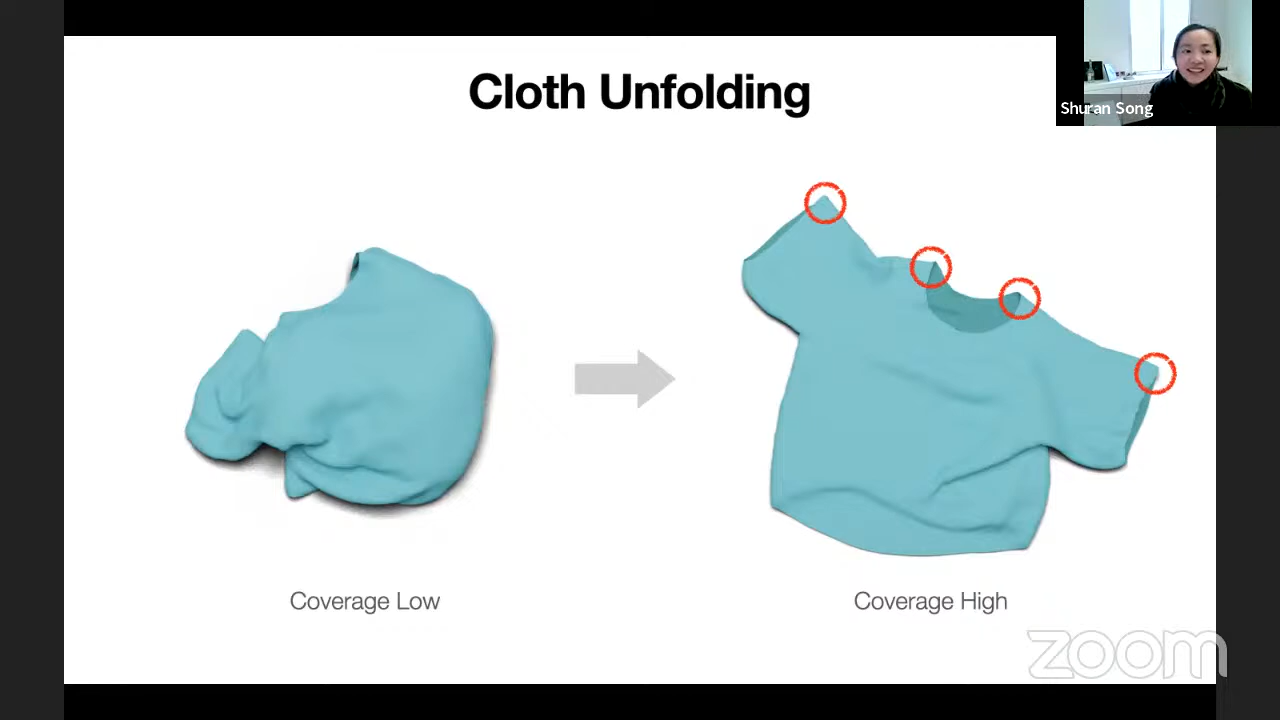 Cloth Unfolding
Shuran Song
Coverage Low
Coverage High
zoom